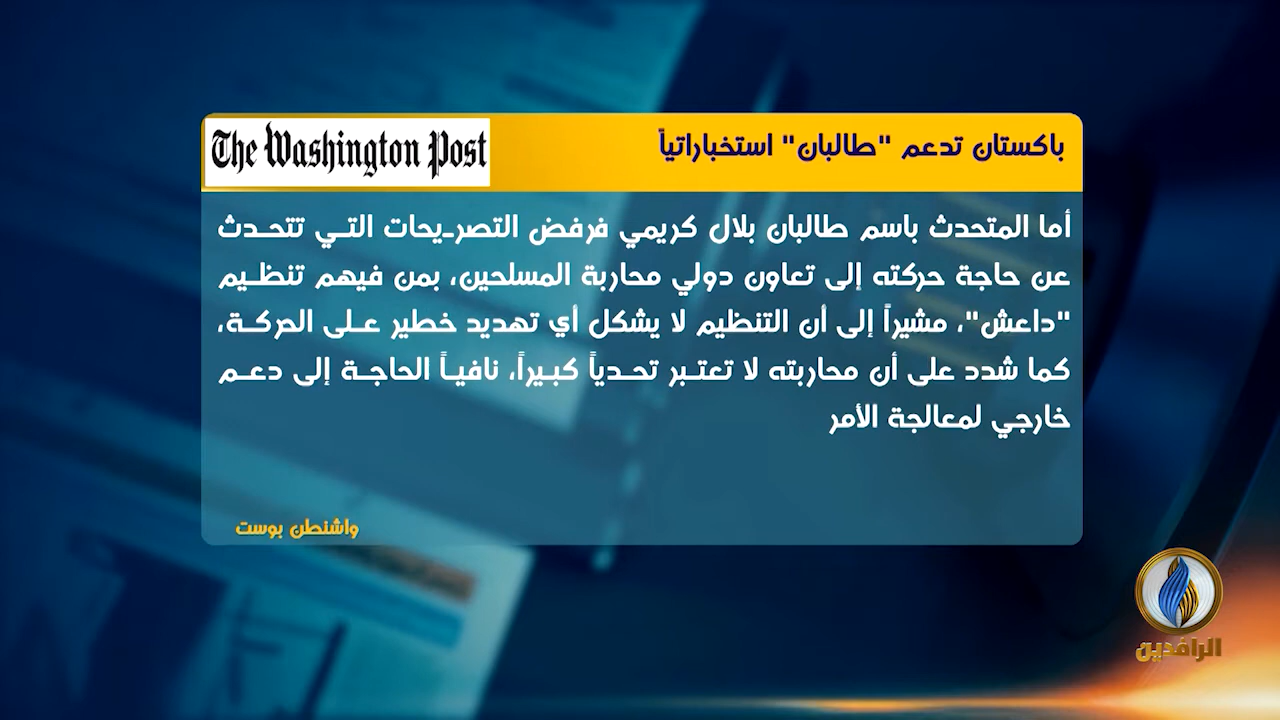 The Washington Post
باكستان تدعم "طالبان" استخباراتياً
أما المتحدث باسم طالبان بلال كريمي فرفض التصريحات التي تتحدث
عن حاجة حركته إلى تعاون دولي محاربة المسلحين، بمن فيهم تنظيم
"داعش"، مشيراً إلى أن التنظيم لا يشكل أي تهديد خطير على الحركة،
كما شدد على أن محاربته لا تعتبر تحدياً كبيراً، نافياً الحاجة إلى دعم
خارجي لمعالجة الأمر
واشنطن بوست
الرافدين